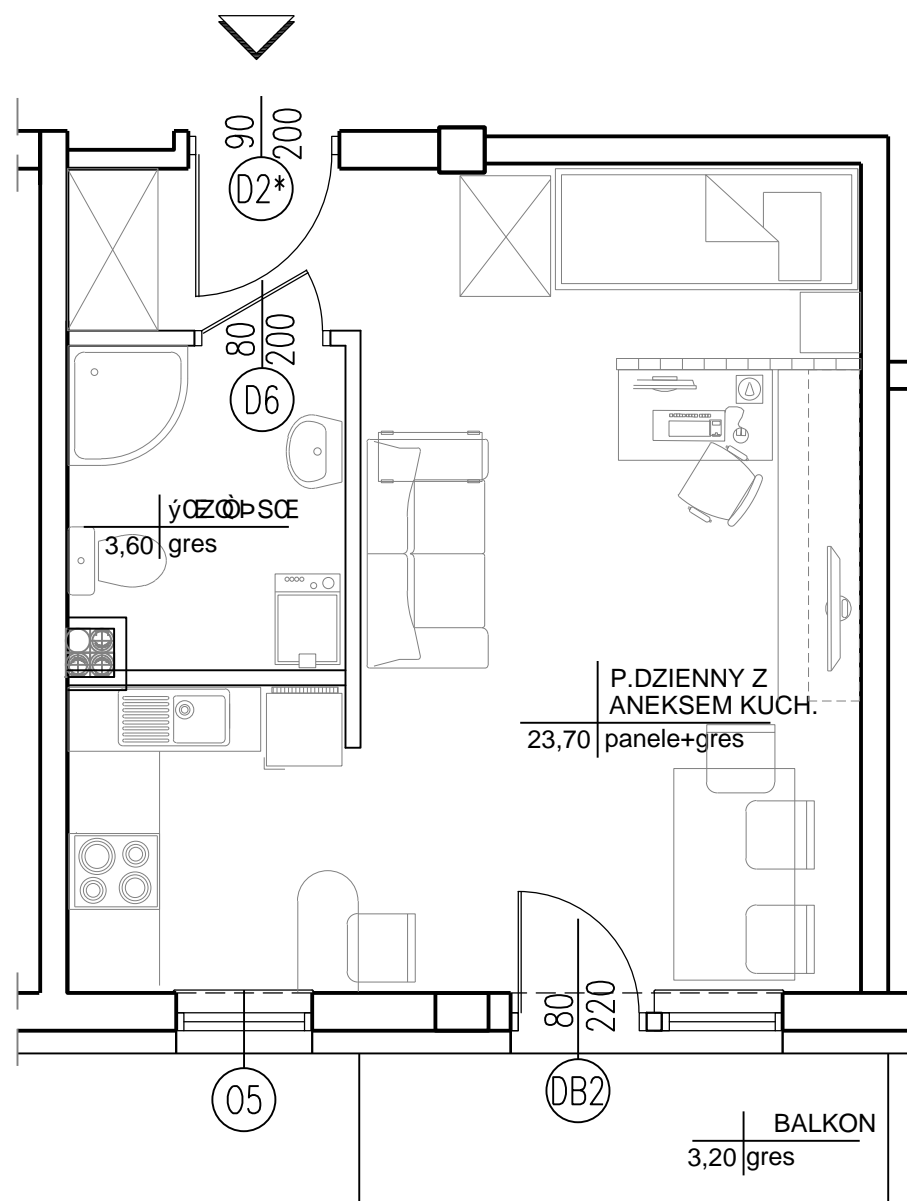 90
200
D2*
80
200
D6
3,60 gres
P.DZIENNY Z
ANEKSEM KUCH.
23,70 panele+gres
80
220
O5
DB2
BALKON
3,20 gres